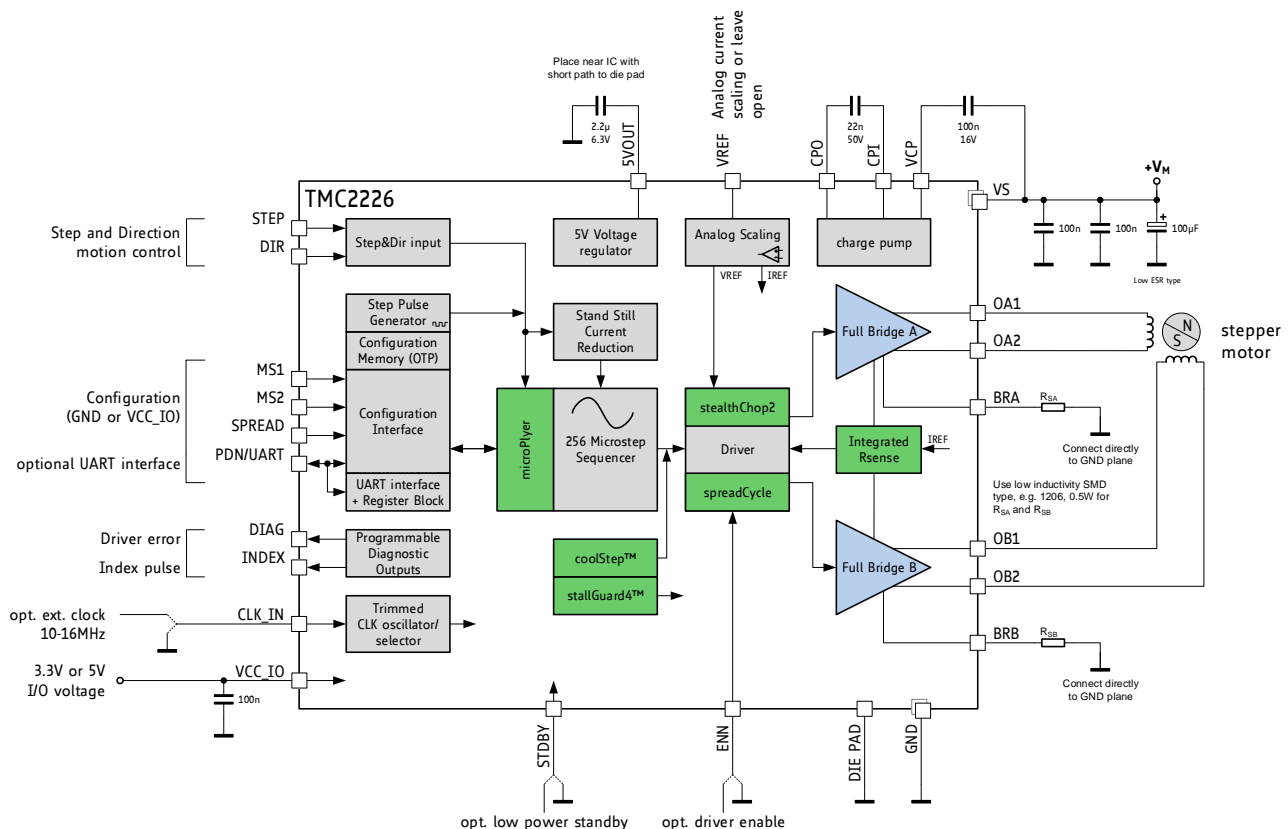 Place near IC with
short path to die pad
2.2µ
6.3V
5VOUT
Analog current
scaling or leave
open
VREF
22n
50V
CPO
CPI
VCP
100n
16V
TMC2226
VS
+VM
100n
100n
+
100µF
Low ESR type
Step and Direction
motion control
STEP
DIR
Step&Dir input
5V Voltage
regulator
Analog Scaling
VREF
IREF
charge pump
Step Pulse
Generator
Configuration
Memory (OTP)
Stand Still
Current
Reduction
Full Bridge A
OA1
OA2
N
S
stepper
motor
Configuration
(GND or VCC_IO)
optional UART interface
MS1
MS2
SPREAD
PDN/UART
Configuration
Interface
UART interface
+ Register Block
microPlyer
256 Microstep
Sequencer
stealthChop2
Driver
spreadCycle
Integrated
Rsense
IREF
BRA
RSA
Connect directly
to GND plane
Use low inductivity SMD
type, e.g. 1206, 0.5W for
RSA and RSB
Driver error
Index pulse
DIAG
INDEX
Programmable
Diagnostic
Outputs
coolStep™
stallGuard4™
Full Bridge B
OB1
OB2
opt. ext. clock
10-16MHz
CLK_IN
Trimmed
CLK oscillator/
selector
BRB
RSB
Connect directly
to GND plane
3.3V or 5V
I/O voltage
VCC_IO
100n
STDBY
ENN
DIE PAD
GND
opt. low power standby
opt. driver enable